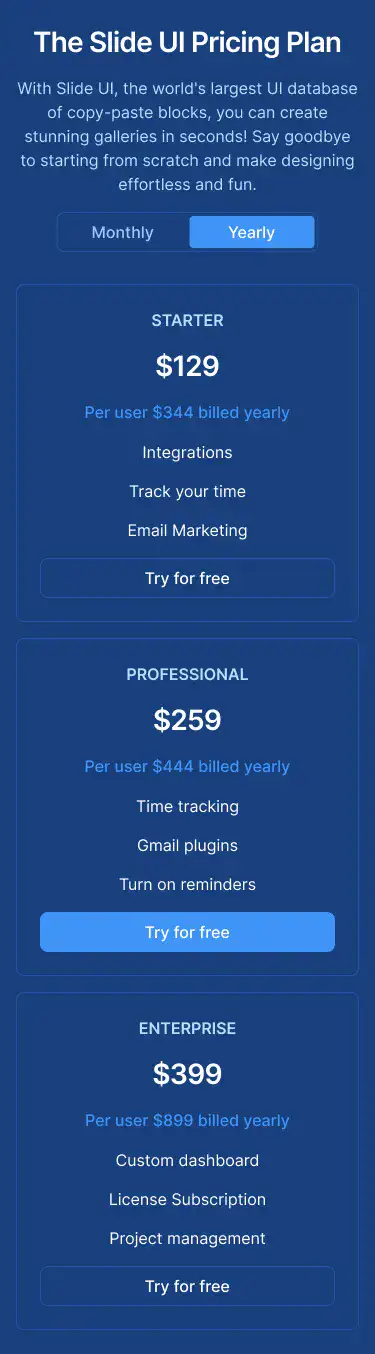 The Slide UI Pricing Plan
With Slide UI, the world's largest UI database
of copy-paste blocks, you can create
stunning galleries in seconds! Say goodbye
to starting from scratch and make designing
effortless and fun.
Monthly Yearly
STARTER
$129
Per user $344 billed yearly
Integrations
Track your time
Email Marketing
Try for free
PROFESSIONAL
$259
Per user $444 billed yearly
Time tracking
Gmail plugins
Turn on reminders
Try for free
ENTERPRISE
$399
Per user $899 billed yearly
Custom dashboard
License Subscription
Project management
Try for free